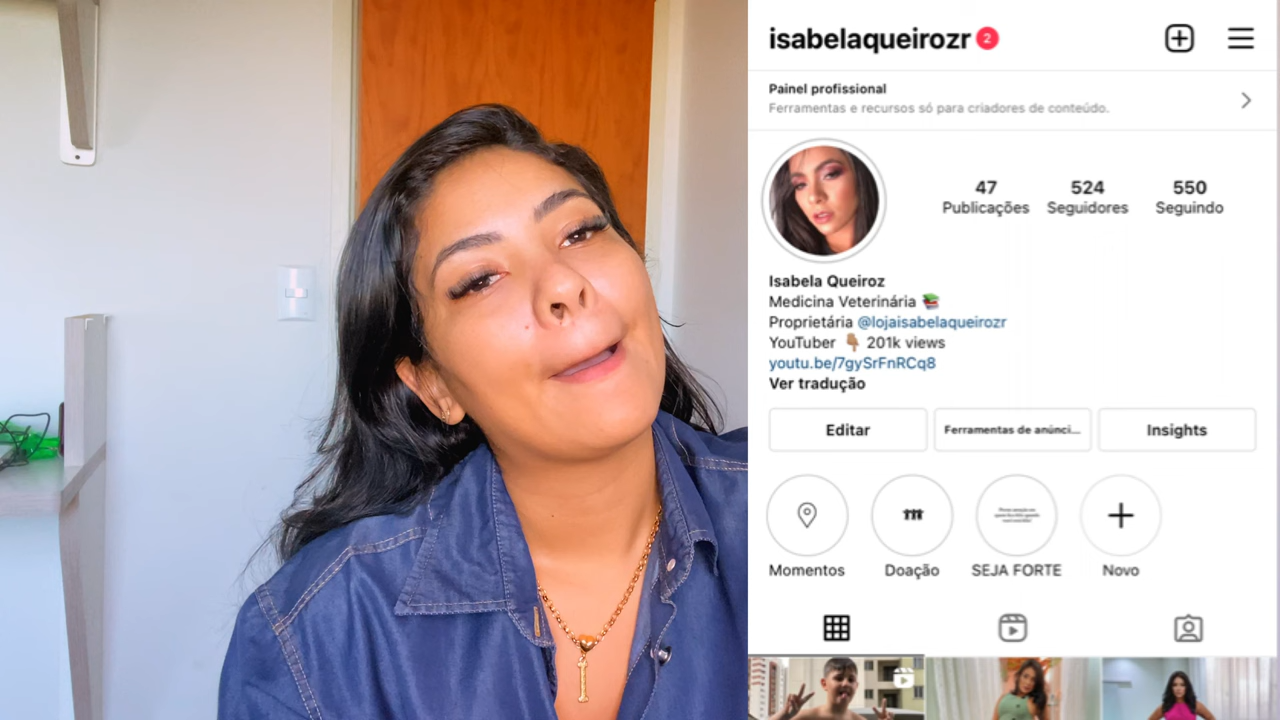 isabelaqueirozr 2
Painel profissional
Ferramentas e recursos só para criadores de conteúdo.
47 524 550
Publicações Seguidores Seguindo
Isabela Queiroz
Medicina Veterinária 📚
Proprietária @lojaisabelaqueirozr
YouTuber 👇🏽 201k views
youtu.be/7gySrFnRCq8
Ver tradução
Editar Ferramentas de anúnci... Insights
Momentos Doação SEJA FORTE Novo